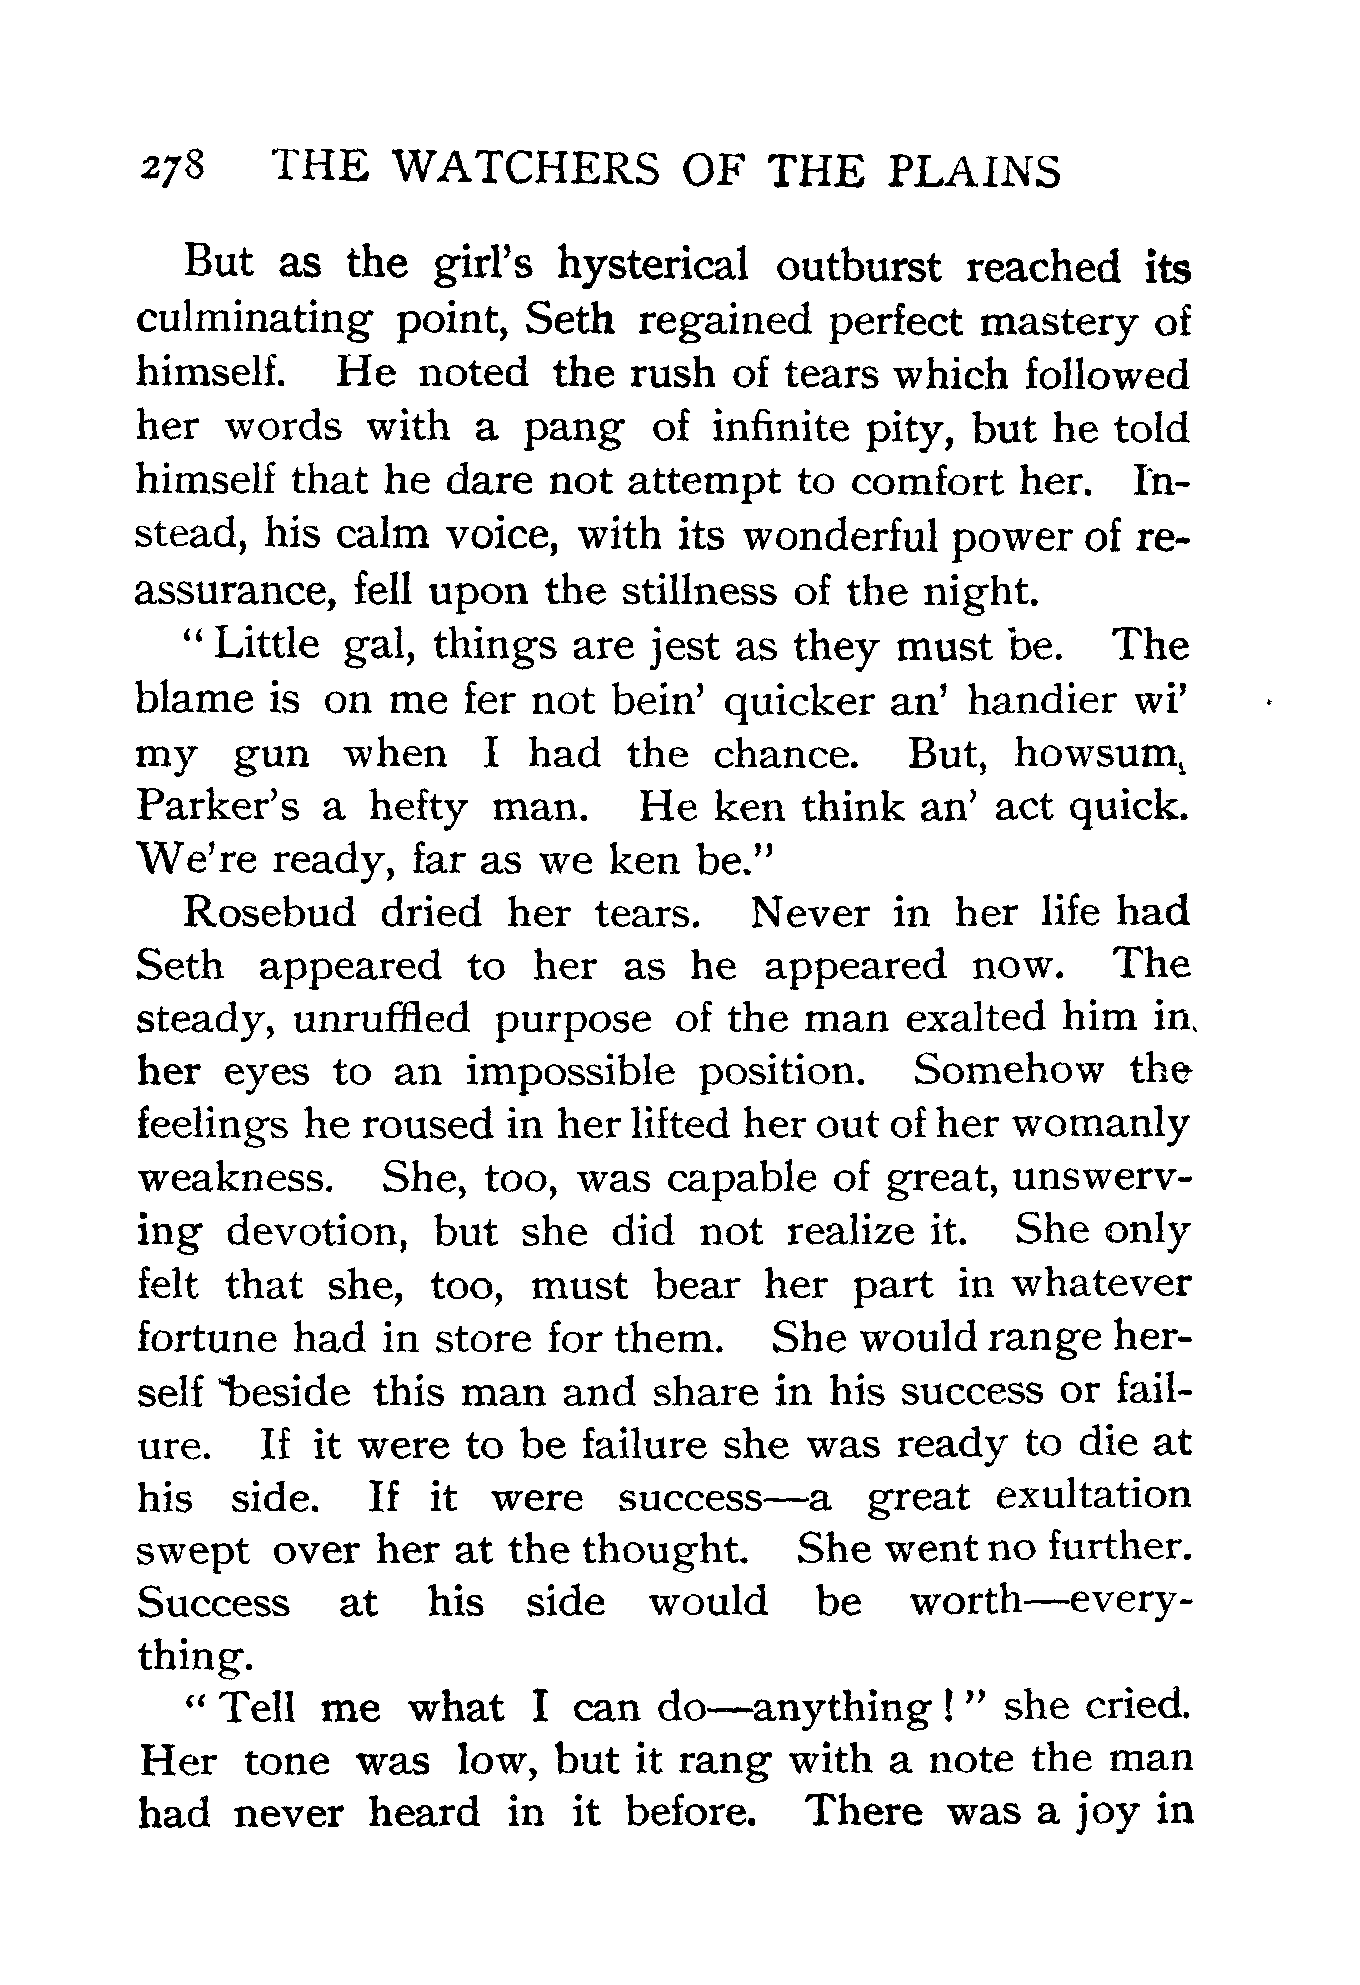 278 THE WATCHERS OF THE PLAINS
But as the girl's hysterical outburst reached its
culminating point, Seth regained perfect mastery of
himself. He noted the rush of tears which followed
her words with a pang of infinite pity, but he told
himself that he dare not attempt to comfort her. In-
stead, his calm voice, with its wonderful power of re-
assurance, fell upon the stillness of the night.
"Little gal, things are jest as they must be. The
blame is on me fer not bein' quicker an' handier wi'
my gun when I had the chance. But, howsum,
Parker's a hefty man. He ken think an' act quick.
We're ready, far as we ken be."
Rosebud dried her tears. Never in her life had
Seth appeared to her as he appeared now. The
steady, unruffled purpose of the man exalted him in
her eyes to an impossible position. Somehow the
feelings he roused in her lifted her out of her womanly
weakness. She, too, was capable of great, unswerv-
ing devotion, but she did not realize it. She only
felt that she, too, must bear her part in whatever
fortune had in store for them. She would range her-
self beside this man and share in his success or fail-
ure. If it were to be failure she was ready to die at
his side. If it were success—a great exultation
swept over her at the thought. She went no further.
Success at his side would be worth—every-
thing.
"Tell me what I can do—anything!" she cried.
Her tone was low, but it rang with a note the man
had never heard in it before. There was a joy in